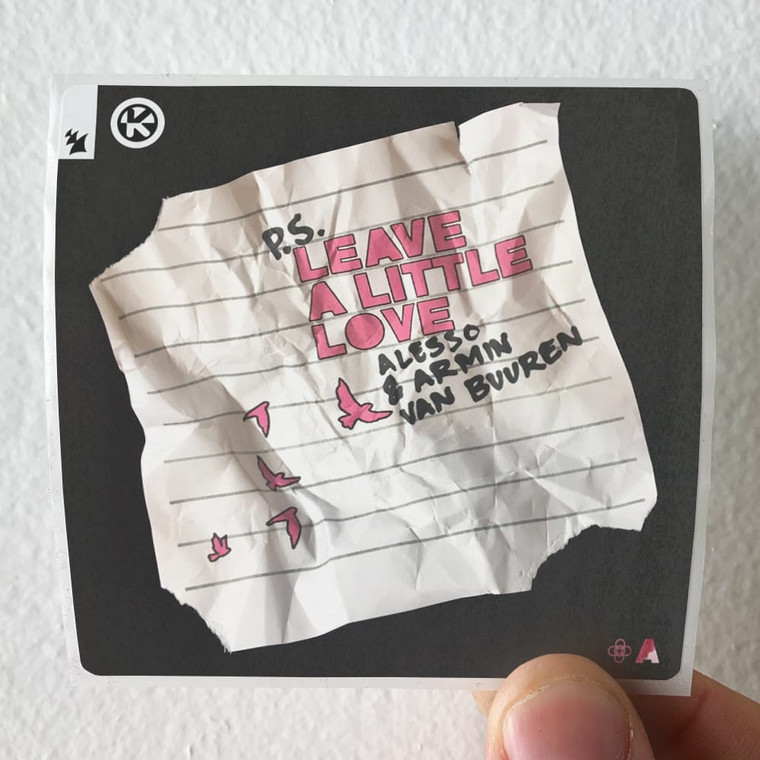 K
P.S.
LEAVE
A LITTLE
LOVE
ALESSO
& ARMIN
VAN BUUREN
A